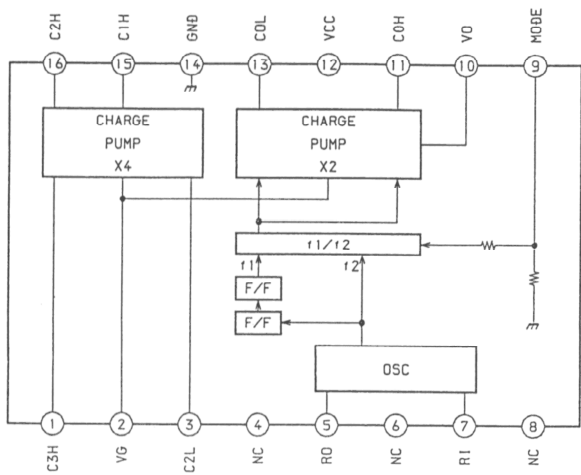 C2H
C1H
GND
COL
VCC
COH
VO
MODE
16
15
14
13
12
11
10
9
CHARGE
PUMP
X4
CHARGE
PUMP
X2
f1/f2
f1
f2
F/F
F/F
OSC
1
2
3
4
5
6
7
8
C3H
VG
C2L
NC
RO
NC
RI
NC